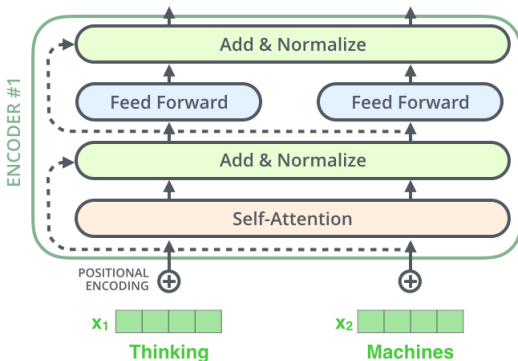 ENCODER #1
Add & Normalize
Feed Forward Feed Forward
Add & Normalize
Self-Attention
POSITIONAL
ENCODING
x₁ x₂
Thinking Machines